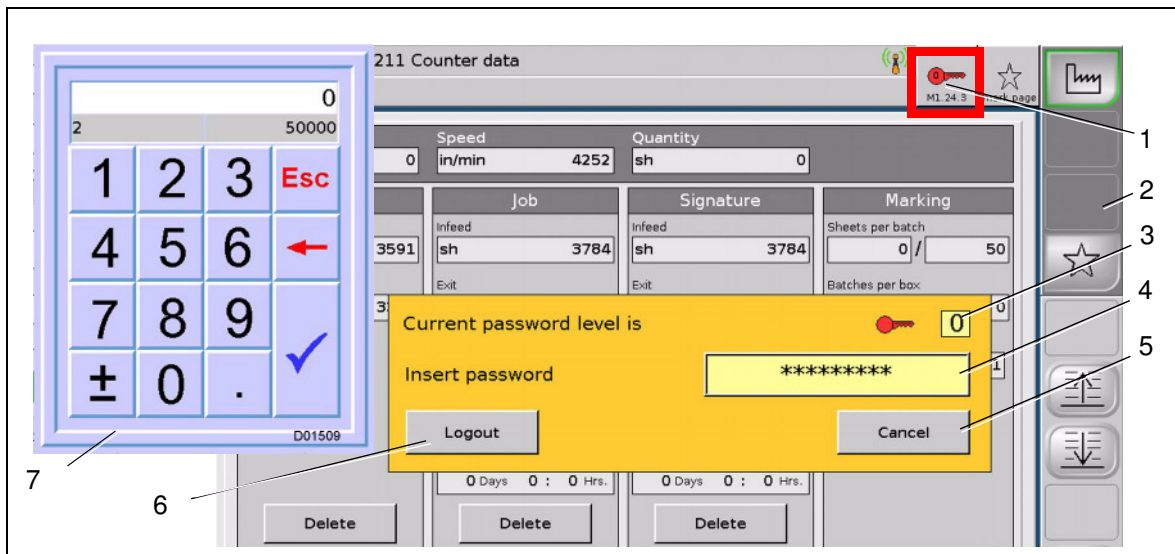 211 Counter data
M1.24.3
mark page
0
2 50000
1 2 3 Esc
4 5 6
7 8 9
± 0 .
D01509
0
Speed
in/min 4252
Quantity
sh 0
3591
Job
Infeed
sh 3784
Exit
Signature
Infeed
sh 3784
Exit
Marking
Sheets per batch
0 / 50
Batches per box
0
1
Current password level is 0
Insert password *********
Logout
Cancel
0 Days 0 : 0 Hrs.
0 Days 0 : 0 Hrs.
Delete
Delete
Delete
1
2
3
4
5
6
7